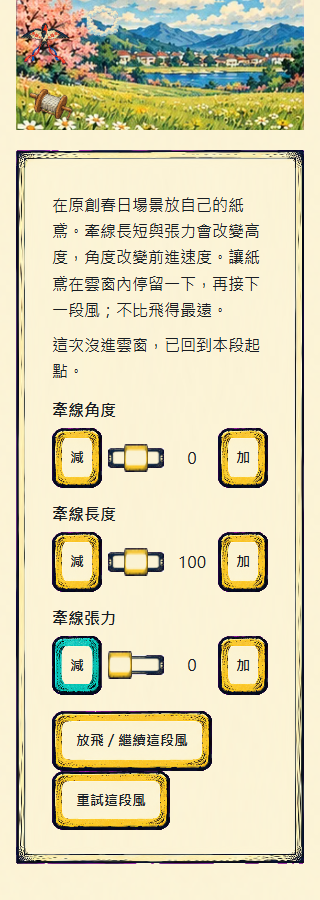 在原創春日場景放自己的紙
鳶。牽線長短與張力會改變高
度，角度改變前進速度。讓紙
鳶在雲窗內停留一下，再接下
一段風；不比飛得最遠。
這次沒進雲窗，已回到本段起
點。
牽線角度
減 0 加
牽線長度
減 100 加
牽線張力
減 0 加
放飛 / 繼續這段風
重試這段風